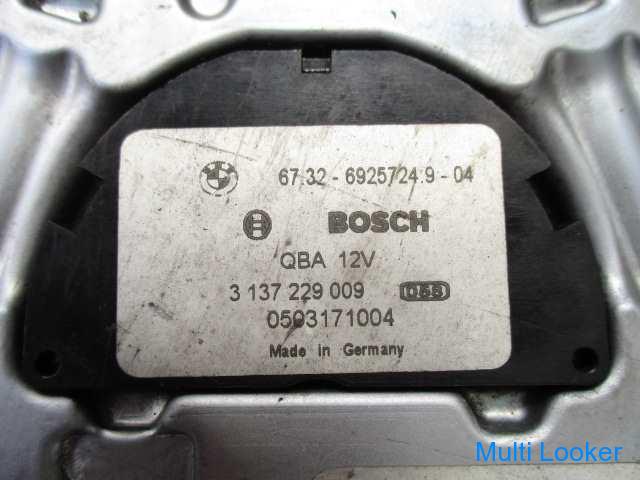 67.32 - 6925724.9 - 04
BOSCH
QBA 12V
3 137 229 009
0503171004
Made in Germany
Multi Looker